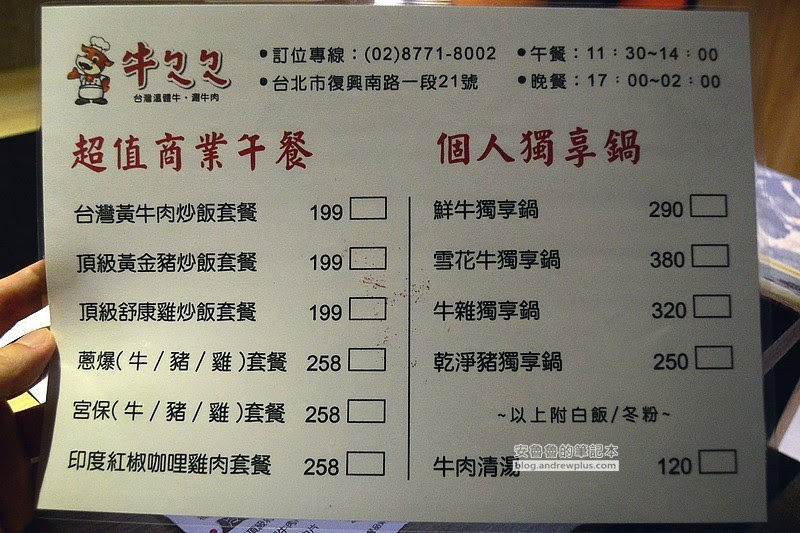 牛ㄆㄆ
台灣溫體牛・涮牛肉
●訂位專線：(02)8771-8002
●台北市復興南路一段21號
●午餐：11：30~14：00
●晚餐：17：00~02：00
超值商業午餐
台灣黃牛肉炒飯套餐 199
頂級黃金豬炒飯套餐 199
頂級舒康雞炒飯套餐 199
蔥爆(牛/豬/雞)套餐 258
宮保(牛/豬/雞)套餐 258
印度紅椒咖哩雞肉套餐 258
個人獨享鍋
鮮牛獨享鍋 290
雪花牛獨享鍋 380
牛雜獨享鍋 320
乾淨豬獨享鍋 250
~以上附白飯/冬粉~
牛肉清湯 120
安魯魯的筆記本
blog.andrewplus.com